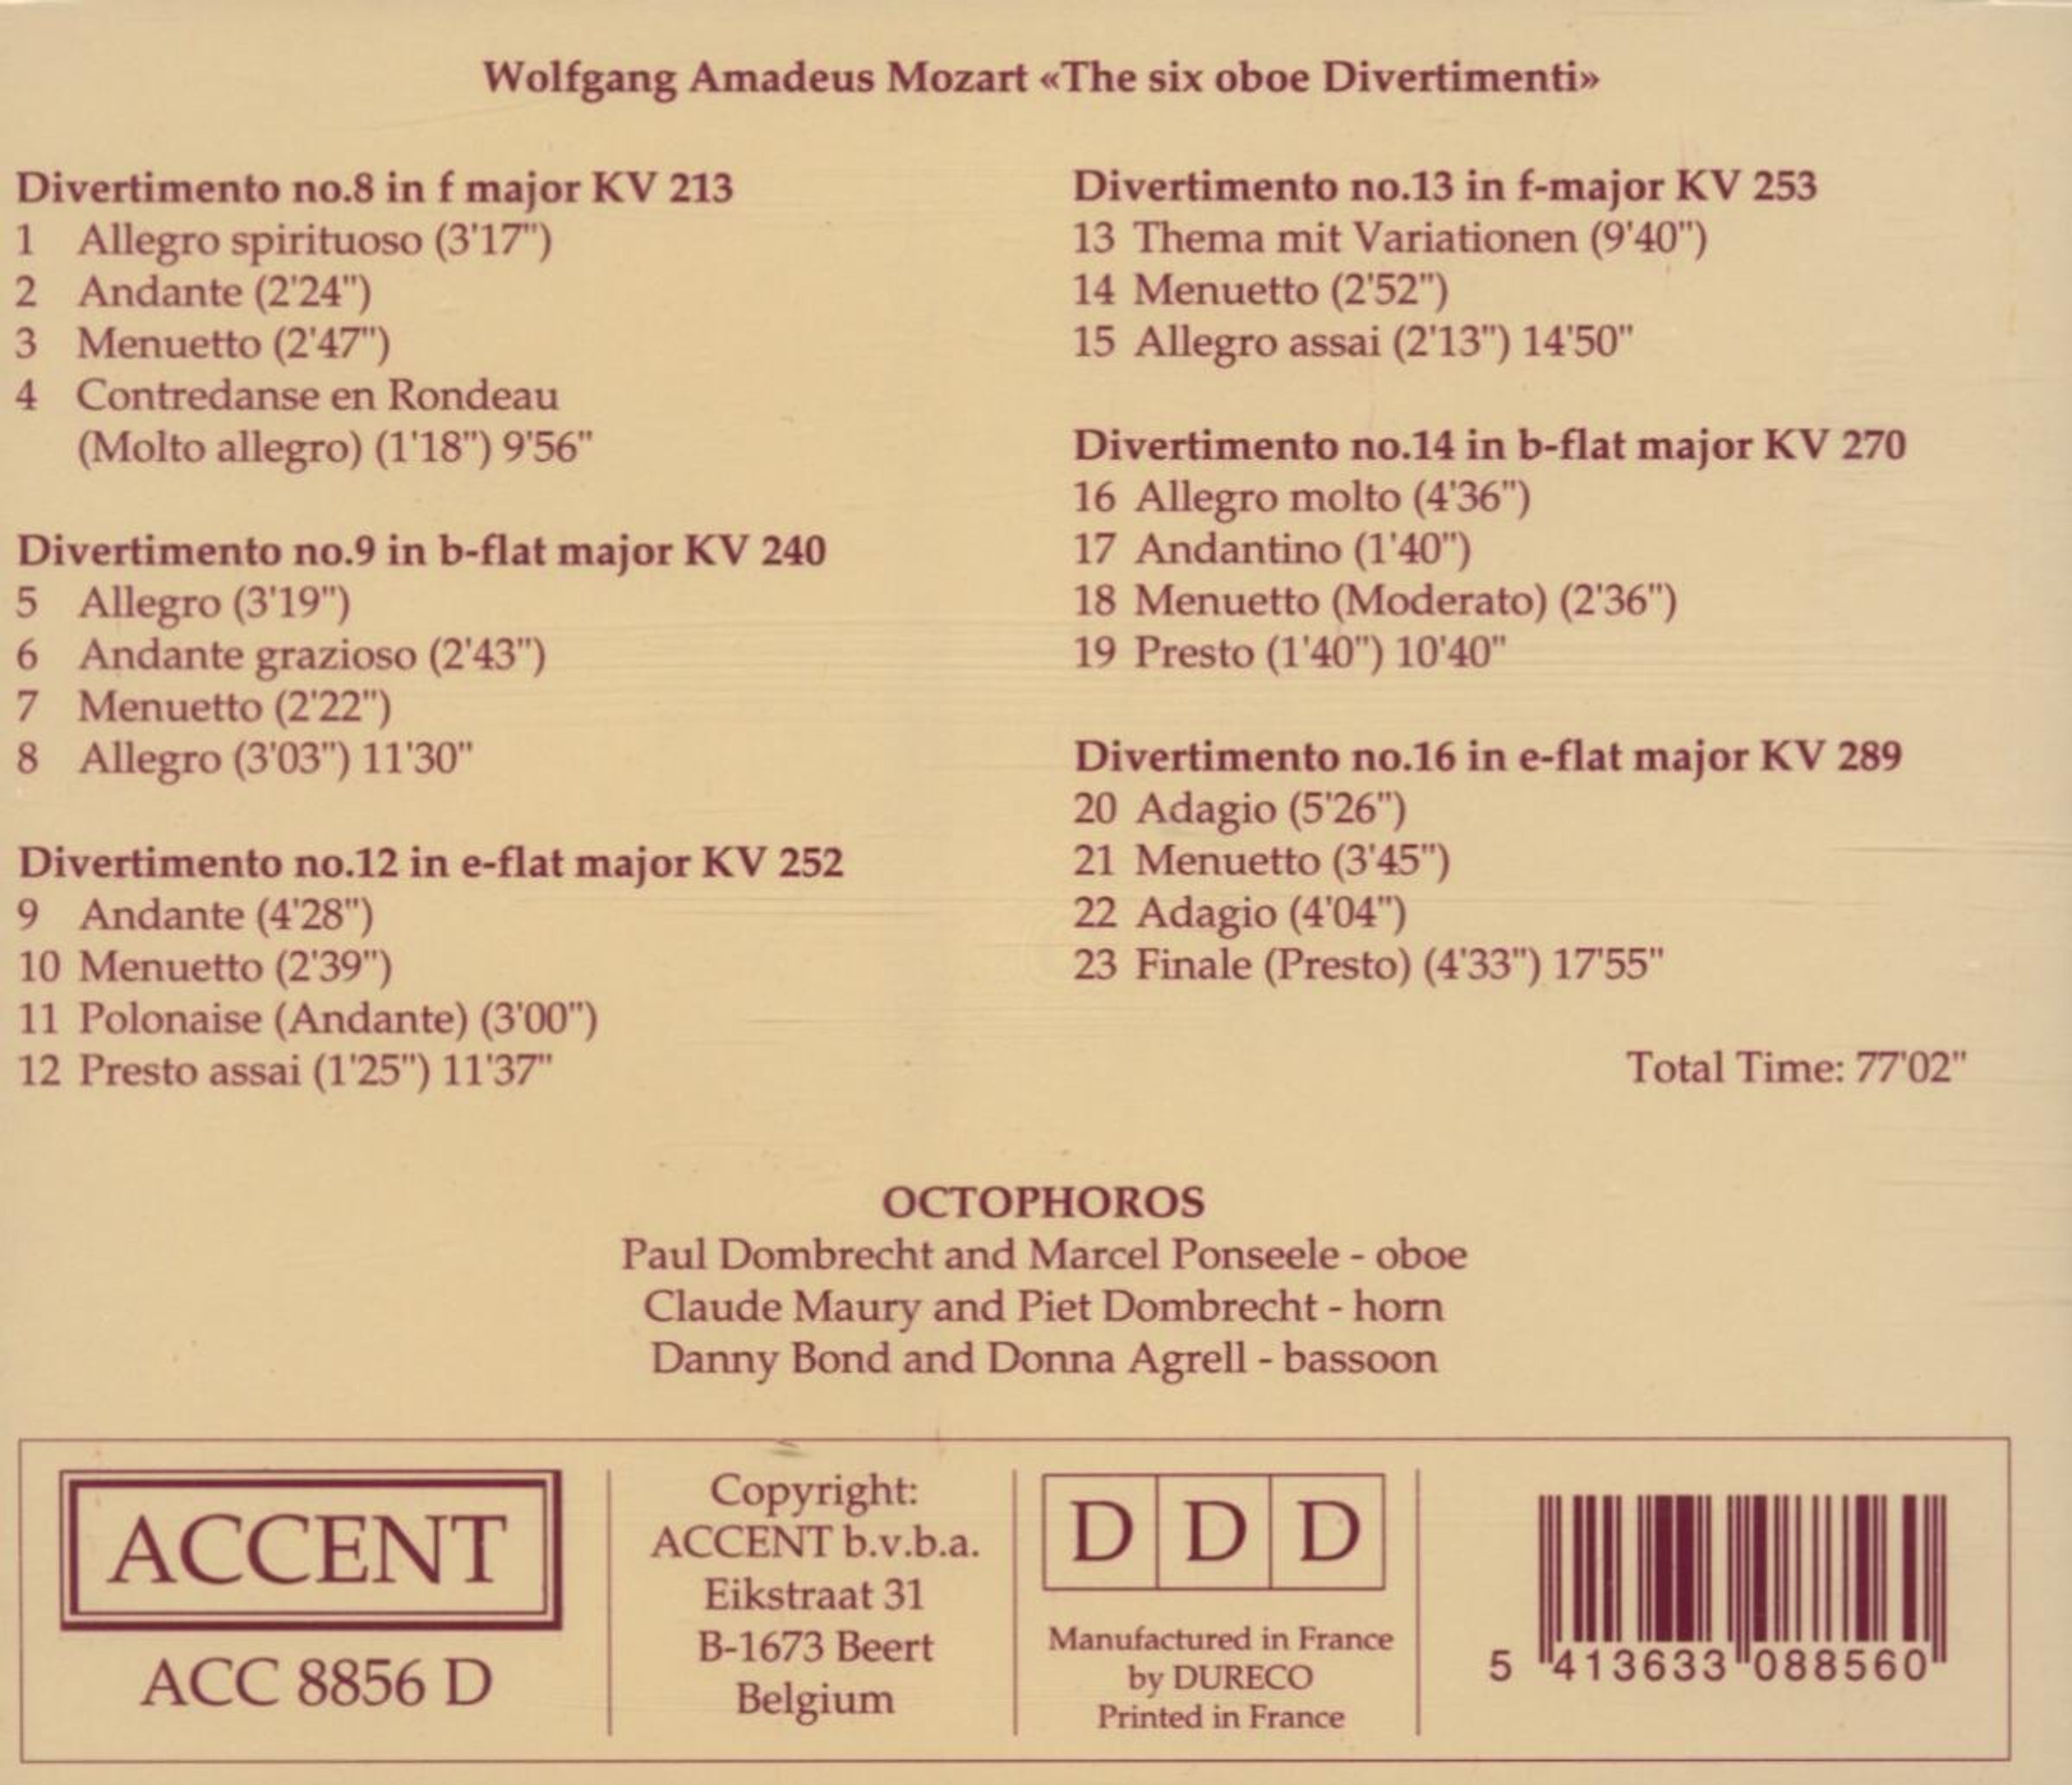 Wolfgang Amadeus Mozart «The six oboe Divertimenti»
Divertimento no.8 in f major KV 213
1 Allegro spirituoso (3'17")
2 Andante (2'24")
3 Menuetto (2'47")
4 Contredanse en Rondeau
(Molto allegro) (1'18") 9'56"
Divertimento no.9 in b-flat major KV 240
5 Allegro (3'19")
6 Andante grazioso (2'43")
7 Menuetto (2'22")
8 Allegro (3'03") 11'30"
Divertimento no.12 in e-flat major KV 252
9 Andante (4'28")
10 Menuetto (2'39")
11 Polonaise (Andante) (3'00")
12 Presto assai (1'25") 11'37"
Divertimento no.13 in f-major KV 253
13 Thema mit Variationen (9'40")
14 Menuetto (2'52")
15 Allegro assai (2'13") 14'50"
Divertimento no.14 in b-flat major KV 270
16 Allegro molto (4'36")
17 Andantino (1'40")
18 Menuetto (Moderato) (2'36")
19 Presto (1'40") 10'40"
Divertimento no.16 in e-flat major KV 289
20 Adagio (5'26")
21 Menuetto (3'45")
22 Adagio (4'04")
23 Finale (Presto) (4'33") 17'55"
Total Time: 77'02"
OCTOPHOROS
Paul Dombrecht and Marcel Ponseele - oboe
Claude Maury and Piet Dombrecht - horn
Danny Bond and Donna Agrell - bassoon
ACCENT
ACC 8856 D
Copyright:
ACCENT b.v.b.a.
Eikstraat 31
B-1673 Beert
Belgium
D D D
Manufactured in France
by DURECO
Printed in France
5 413633 088560